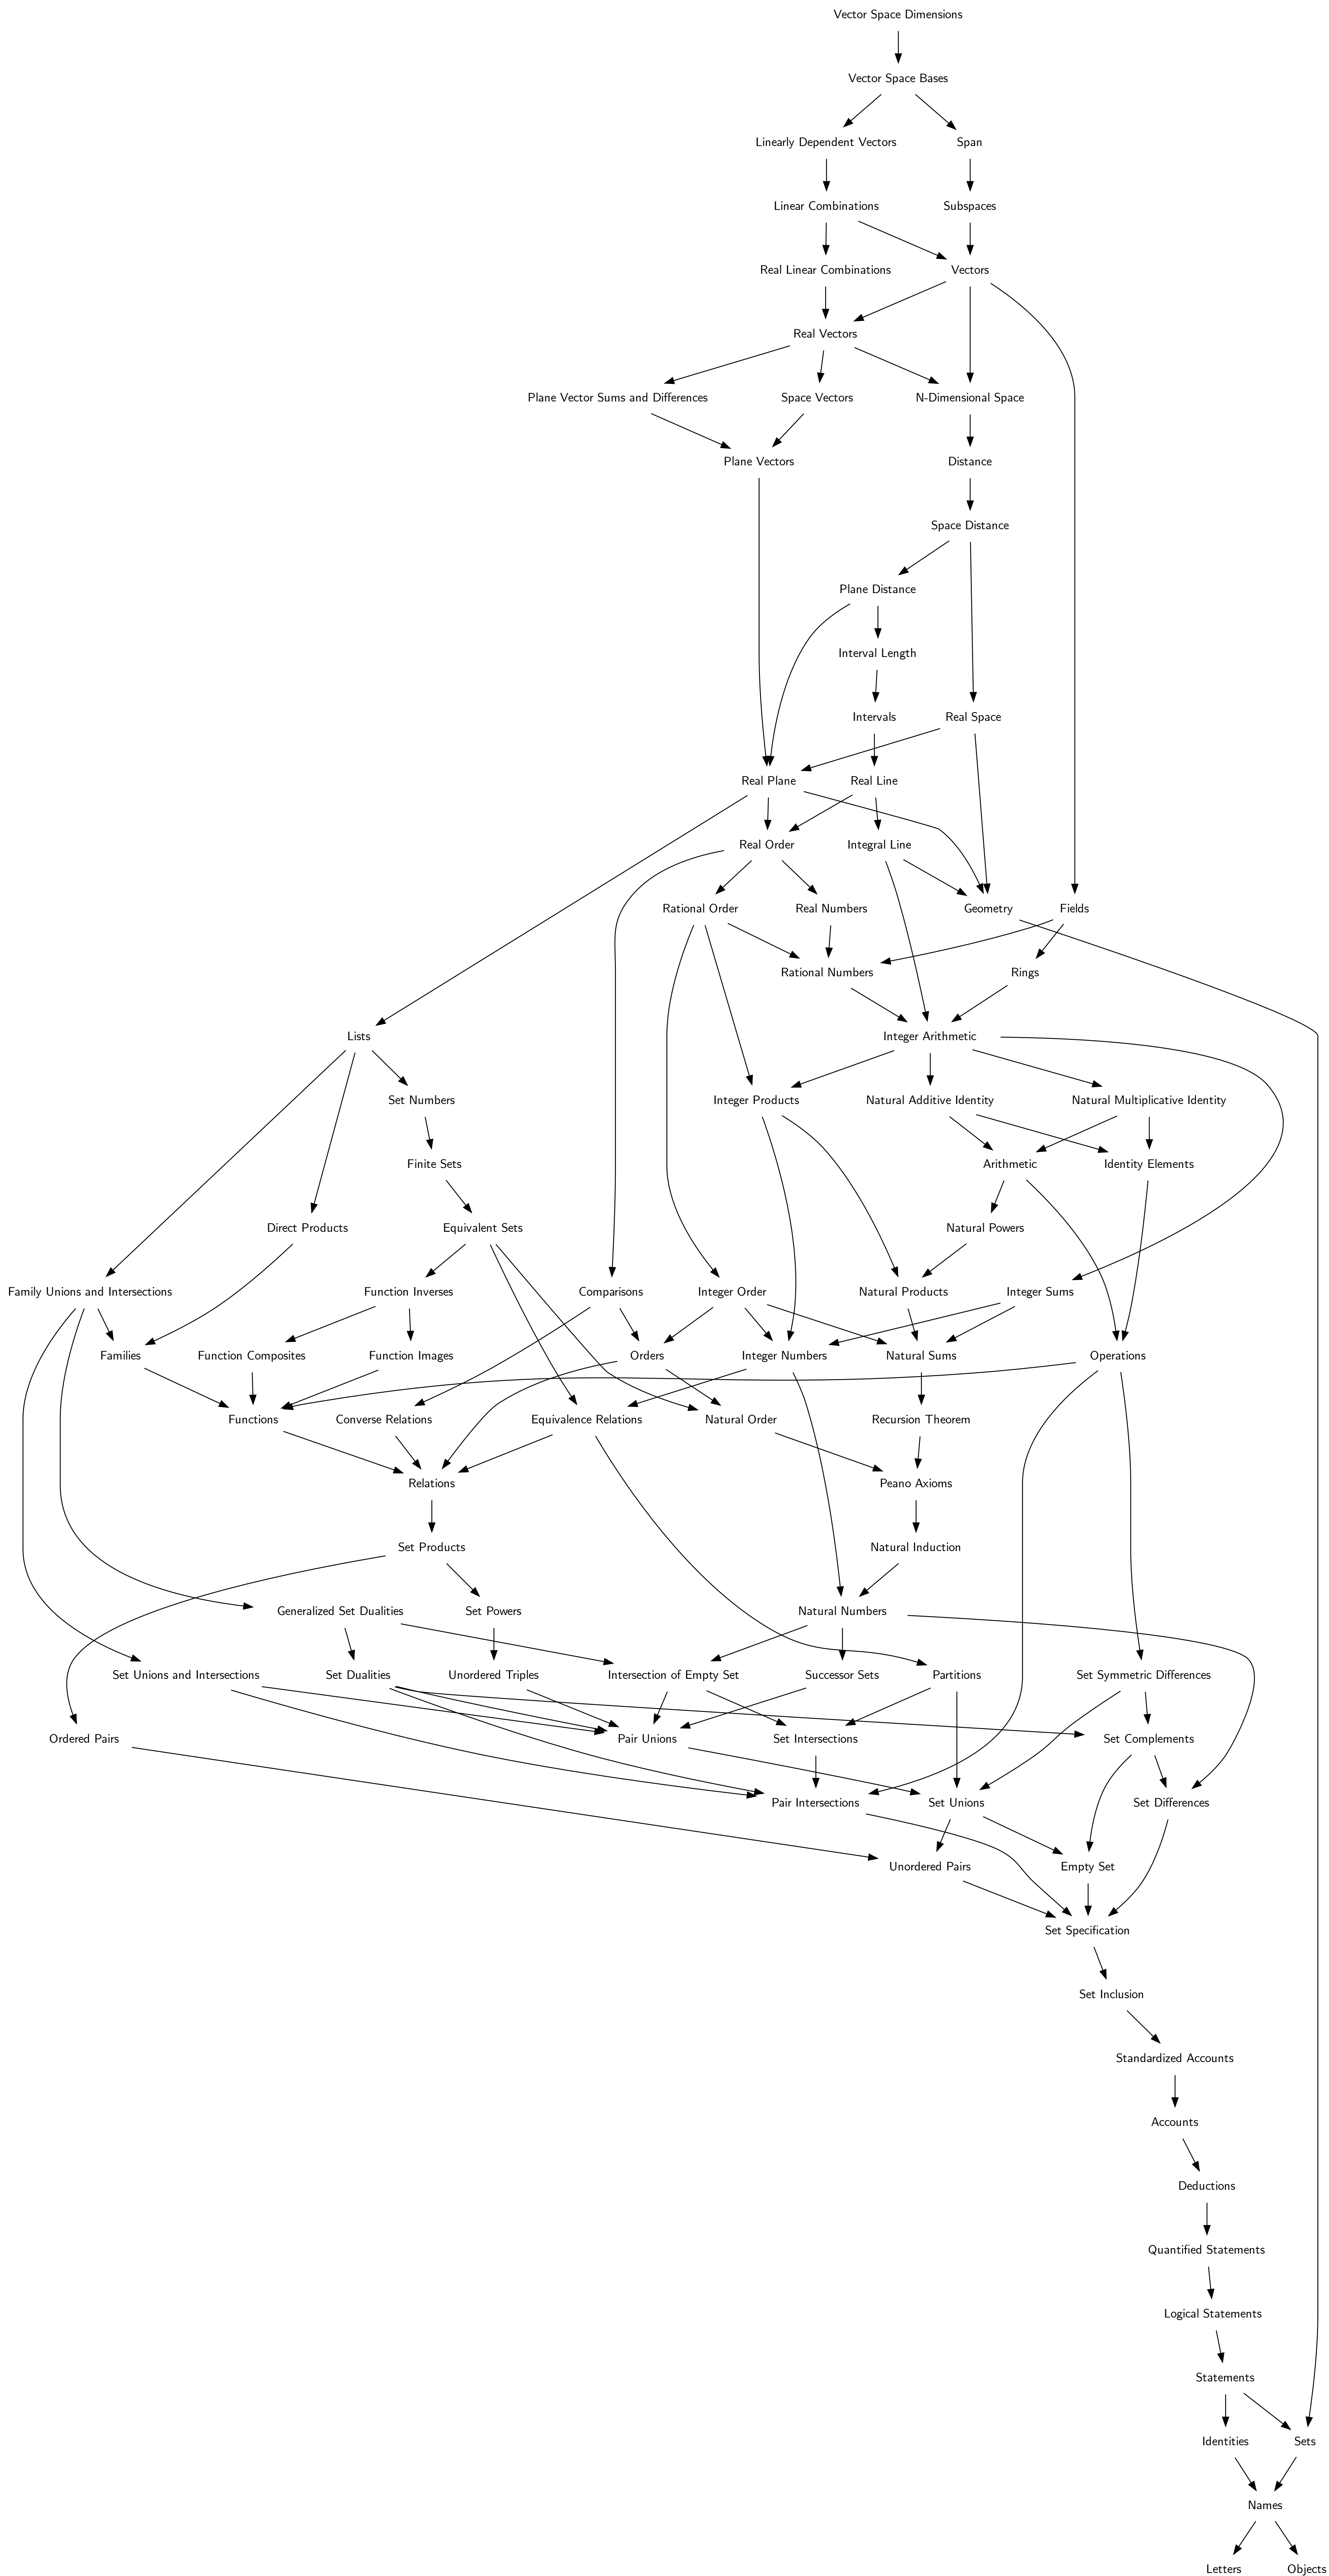 Vector Space Dimensions
Vector Space Bases
Linearly Dependent Vectors
Span
Linear Combinations
Subspaces
Real Linear Combinations
Vectors
Real Vectors
Plane Vector Sums and Differences
Space Vectors
N-Dimensional Space
Plane Vectors
Distance
Space Distance
Plane Distance
Interval Length
Intervals
Real Space
Real Plane
Real Line
Real Order
Integral Line
Rational Order
Real Numbers
Geometry
Fields
Rational Numbers
Rings
Lists
Integer Arithmetic
Set Numbers
Integer Products
Natural Additive Identity
Natural Multiplicative Identity
Finite Sets
Arithmetic
Identity Elements
Direct Products
Equivalent Sets
Natural Powers
Family Unions and Intersections
Function Inverses
Comparisons
Integer Order
Natural Products
Integer Sums
Families
Function Composites
Function Images
Orders
Integer Numbers
Natural Sums
Operations
Functions
Converse Relations
Equivalence Relations
Natural Order
Recursion Theorem
Relations
Peano Axioms
Set Products
Natural Induction
Generalized Set Dualities
Set Powers
Natural Numbers
Set Unions and Intersections
Set Dualities
Unordered Triples
Intersection of Empty Set
Successor Sets
Partitions
Set Symmetric Differences
Ordered Pairs
Pair Unions
Set Intersections
Set Complements
Pair Intersections
Set Unions
Set Differences
Unordered Pairs
Empty Set
Set Specification
Set Inclusion
Standardized Accounts
Accounts
Deductions
Quantified Statements
Logical Statements
Statements
Identities
Sets
Names
Letters
Objects